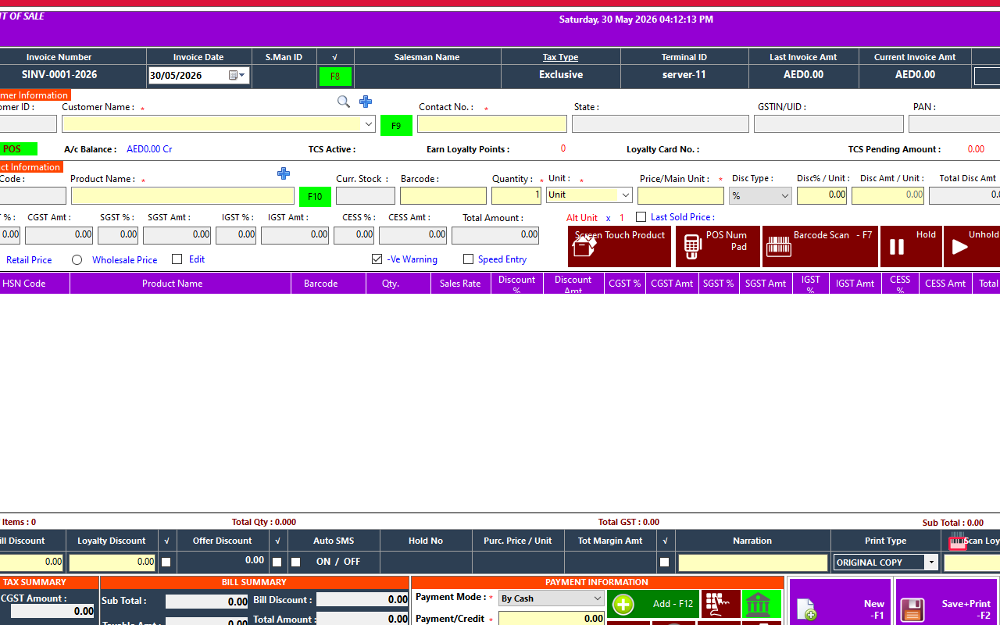 NT OF SALE
Saturday, 30 May 2026 04:12:13 PM
Invoice Number Invoice Date S.Man ID √ Salesman Name Tax Type Terminal ID Last Invoice Amt Current Invoice Amt
SINV-0001-2026 30/05/2026 F8 Exclusive server-11 AED0.00 AED0.00
mer Information
omer ID : Customer Name : * Contact No. : * State : GSTIN/UID : PAN :
F9
POS A/c Balance : AED0.00 Cr TCS Active : Earn Loyalty Points : 0 Loyalty Card No. : TCS Pending Amount : 0.00
ct Information
Code : Product Name : * Curr. Stock : Barcode : Quantity : * Unit : * Price/Main Unit : * Disc Type : Disc% / Unit : Disc Amt / Unit : Total Disc Amt
F10 1 Unit % 0.00 0.00 0.0
T % : CGST Amt : SGST % : SGST Amt : IGST % : IGST Amt : CESS % : CESS Amt : Total Amount : Alt Unit x 1 Last Sold Price :
0.00 0.00 0.00 0.00 0.00 0.00 0.00 0.00 0.00
Screen Touch Product POS Num Pad Barcode Scan - F7 Hold Unhold
Retail Price Wholesale Price Edit -Ve Warning Speed Entry
HSN Code Product Name Barcode Qty. Sales Rate Discount % Discount Amt CGST % CGST Amt SGST % SGST Amt IGST % IGST Amt CESS % CESS Amt Total
Items : 0 Total Qty : 0.000 Total GST : 0.00 Sub Total : 0.00
ill Discount Loyalty Discount √ Offer Discount √ Auto SMS Hold No Purc. Price / Unit Tot Margin Amt √ Narration Print Type Scan Loy
0.00 0.00 0.00 ON / OFF ORIGINAL COPY
TAX SUMMARY BILL SUMMARY PAYMENT INFORMATION
CGST Amount : Sub Total : 0.00 Bill Discount : 0.00 Payment Mode : * By Cash Add - F12 New -F1 Save+Print -F2
0.00 Taxable Amt : 0.00 Total Amount : 0.00 Payment/Credit * 0.00